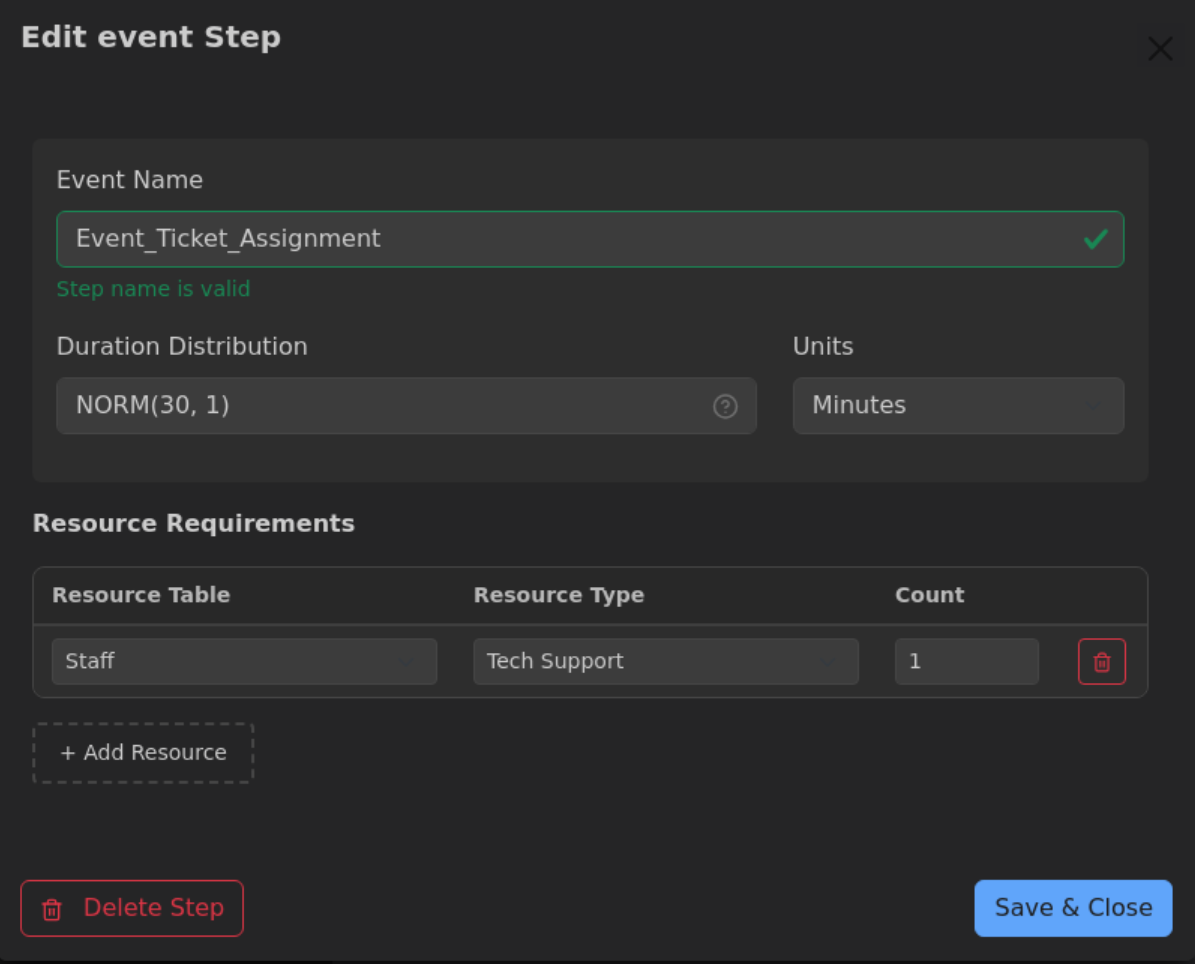 Edit event Step
Event Name
Event_Ticket_Assignment
Step name is valid
Duration Distribution Units
NORM(30, 1) Minutes
Resource Requirements
Resource Table Resource Type Count
Staff Tech Support 1
+ Add Resource
Delete Step Save & Close